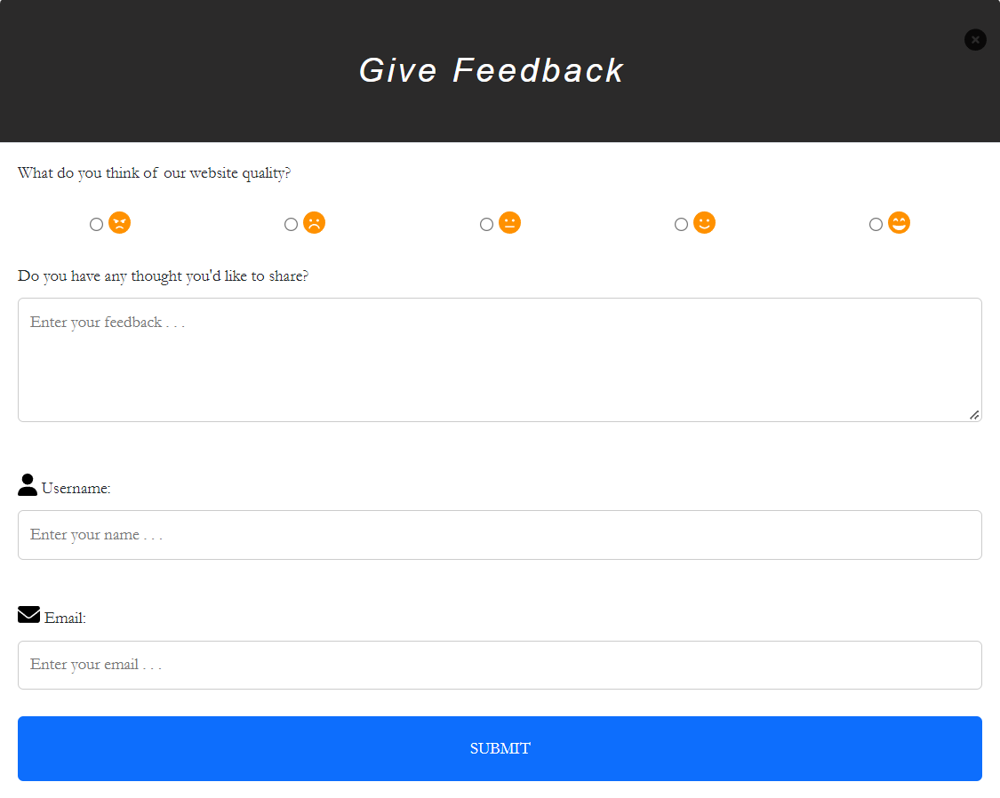 Give Feedback
What do you think of our website quality?
Do you have any thought you'd like to share?
Enter your feedback . . .
Username:
Enter your name . . .
Email:
Enter your email . . .
SUBMIT